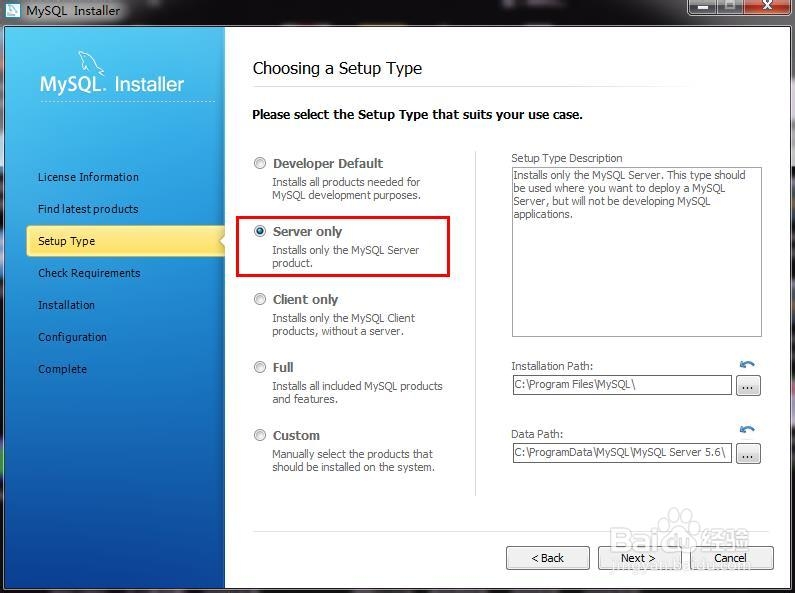 MySQL Installer
MySQL. Installer
License Information
Find latest products
Setup Type
Check Requirements
Installation
Configuration
Complete
Choosing a Setup Type
Please select the Setup Type that suits your use case.
Developer Default
Installs all products needed for
MySQL development purposes.
Server only
Installs only the MySQL Server
product.
Client only
Installs only the MySQL Client
products, without a server.
Full
Installs all included MySQL products
and features.
Custom
Manually select the products that
should be installed on the system.
Setup Type Description
Installs only the MySQL Server. This type should
be used where you want to deploy a MySQL
Server, but will not be developing MySQL
applications.
Installation Path:
C:\Program Files\MySQL\
...
Data Path:
C:\ProgramData\MySQL\MySQL Server 5.6\
...
< Back
Next >
Cancel
Baidu 经验
jingyan.baidu.com